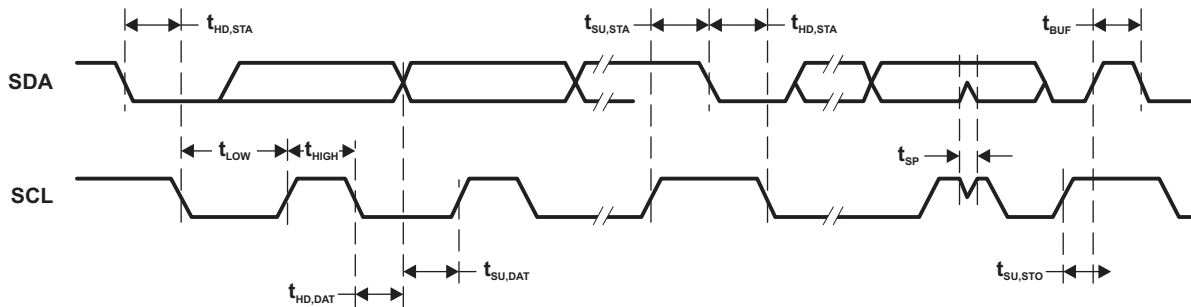 tHD,STA tSU,STA tHD,STA tBUF
SDA
tLOW tHIGH tSP
SCL
tHD,DAT tSU,DAT tSU,STO